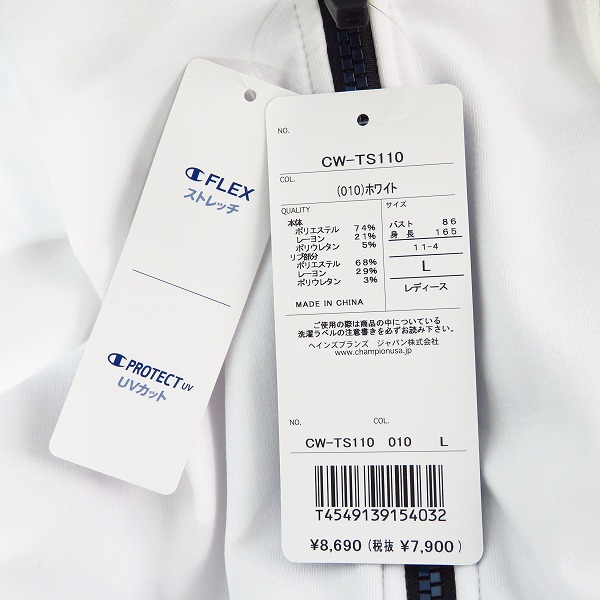 FLEX
ストレッチ
PROTECT UV
UVカット
NO.
CW-TS110
COL.
(010)ホワイト
QUALITY
本体
ポリエステル 74%
レーヨン 21%
ポリウレタン 5%
リブ部分
ポリエステル 68%
レーヨン 29%
ポリウレタン 3%
MADE IN CHINA
サイズ
バスト 86
身長 165
11-4
L
レディース
ご使用の際は商品の中についている
洗濯ラベルの注意書きを必ずお読み下さい。
ヘインズブランズ ジャパン株式会社
www.championusa.jp
NO. COL.
CW-TS110 010 L
T4549139154032
¥8,690(税抜 ¥7,900)